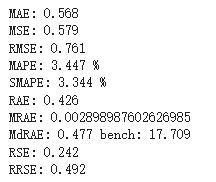 MAE: 0.568
MSE: 0.579
RMSE: 0.761
MAPE: 3.447 %
SMAPE: 3.344 %
RAE: 0.426
MRAE: 0.002898987602626985
MdRAE: 0.477 bench: 17.709
RSE: 0.242
RRSE: 0.492